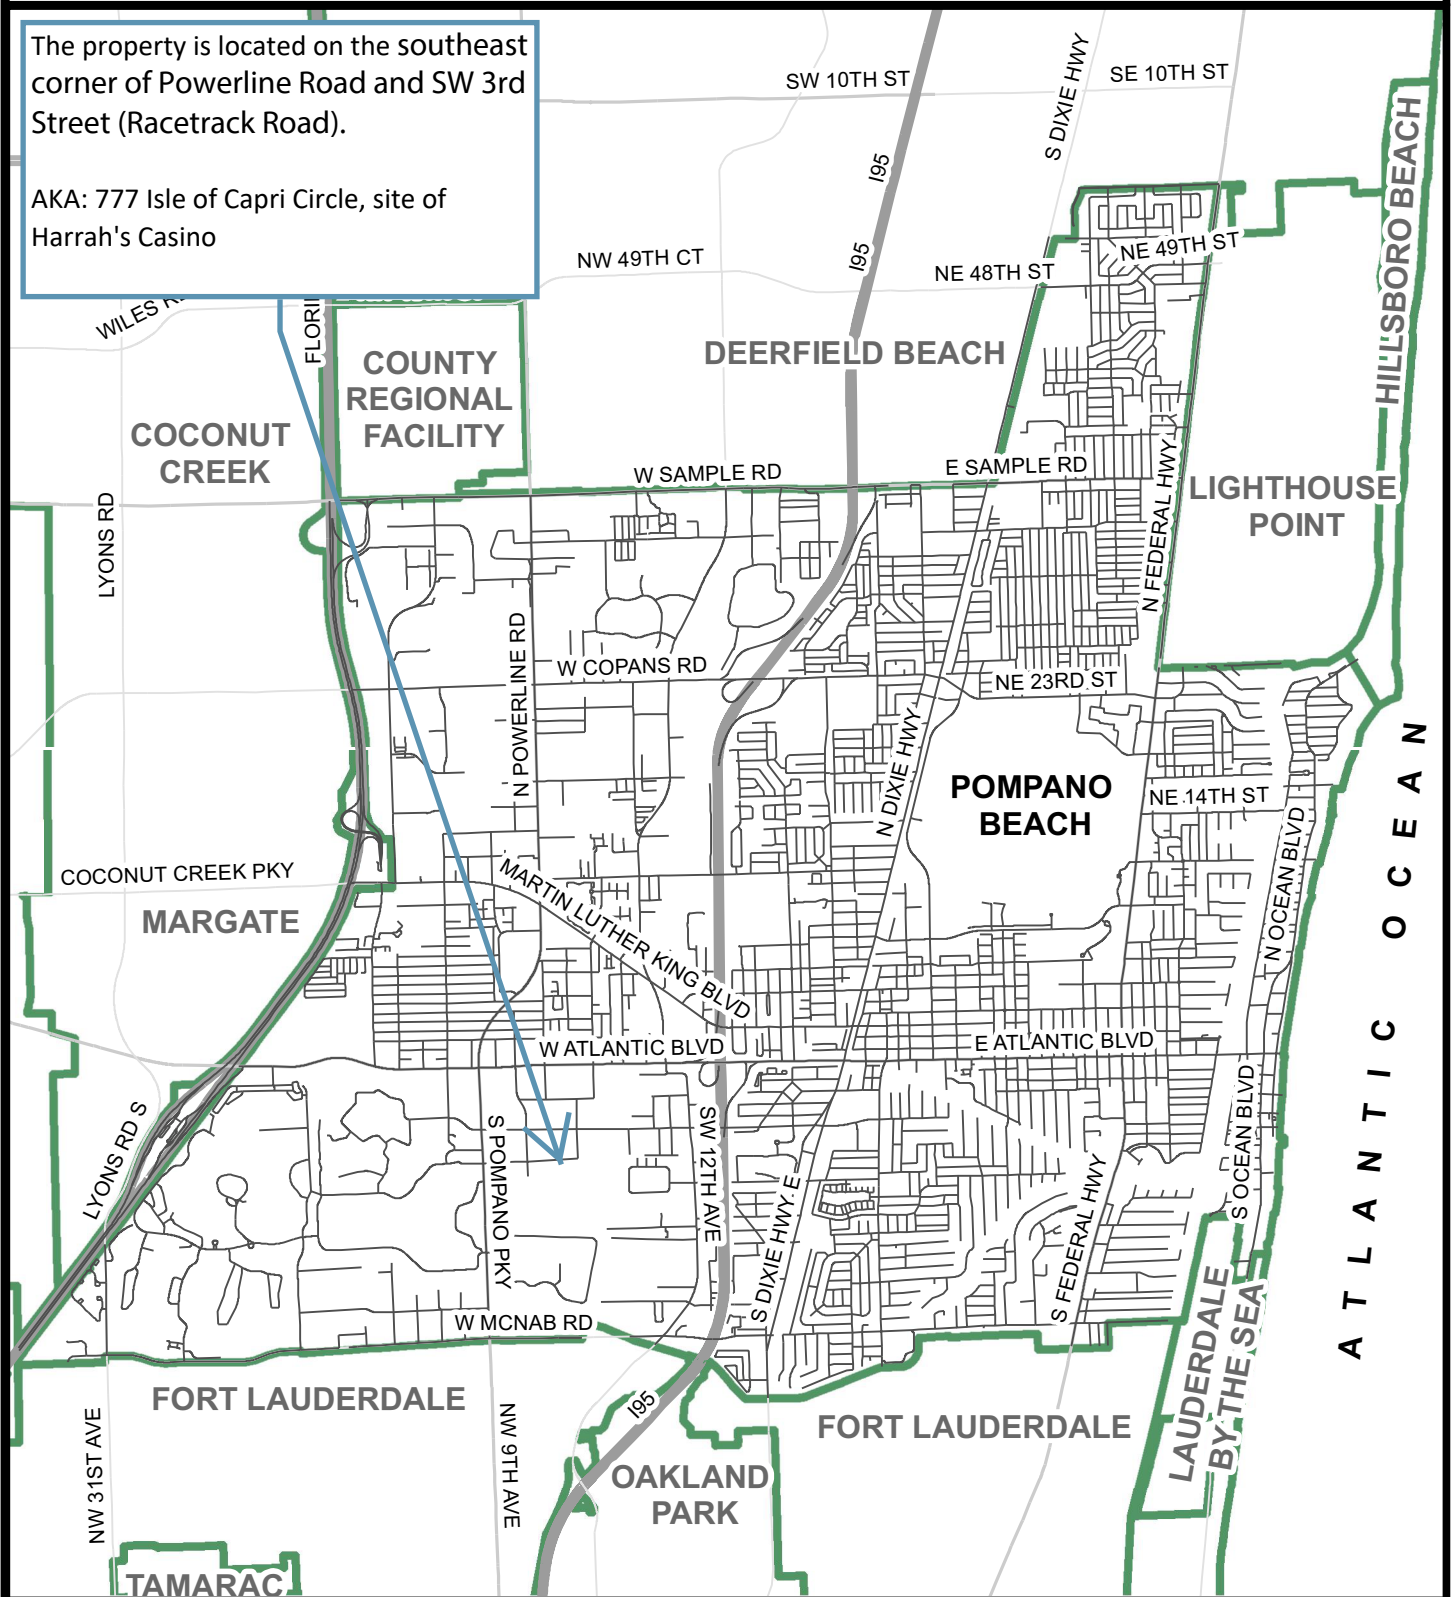 The property is located on the southeast
corner of Powerline Road and SW 3rd
Street (Racetrack Road).
AKA: 777 Isle of Capri Circle, site of
Harrah's Casino
SW 10TH ST
SE 10TH ST
S DIXIE HWY
I95
I95
HILLSBORO BEACH
NW 49TH CT
NE 48TH ST
NE 49TH ST
WILES
FLORI
COUNTY
REGIONAL
FACILITY
DEERFIELD BEACH
COCONUT
CREEK
W SAMPLE RD
E SAMPLE RD
LIGHTHOUSE
POINT
LYONS RD
N FEDERAL HWY
N POWERLINE RD
W COPANS RD
NE 23RD ST
N DIXIE HWY
POMPANO
BEACH
NE 14TH ST
N OCEAN BLVD
COCONUT CREEK PKY
MARGATE
MARTIN LUTHER KING BLVD
W ATLANTIC BLVD
E ATLANTIC BLVD
ATLANTIC OCEAN
LYONS RD S
S POMPANO PKY
SW 12TH AVE
S DIXIE HWY E
S FEDERAL HWY
S OCEAN BLVD
W MCNAB RD
FORT LAUDERDALE
FORT LAUDERDALE
LAUDERDALE
BY THE SEA
I95
NW 31ST AVE
NW 9TH AVE
OAKLAND
PARK
TAMARAC